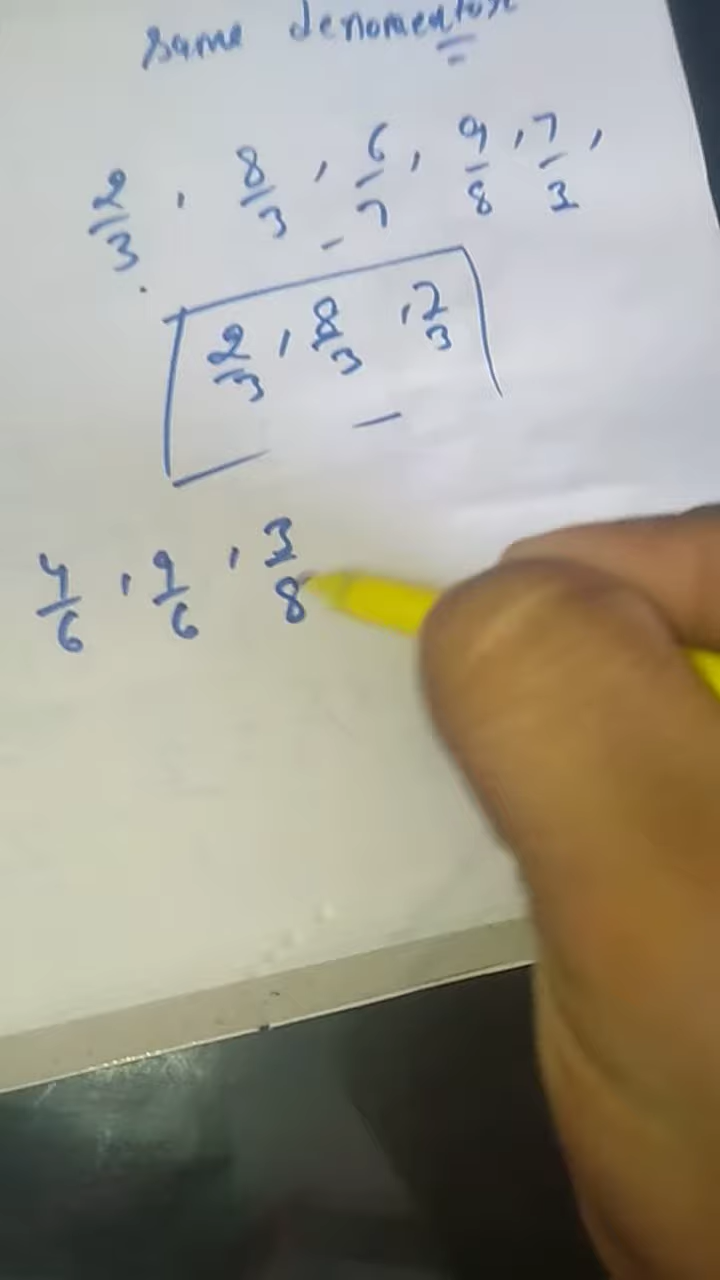 same denomentor
2/3 , 8/3 , 6/7 , 9/8 , 7/3 ,
2/3 , 8/3 , 7/3
4/6 , 9/6 , 3/8